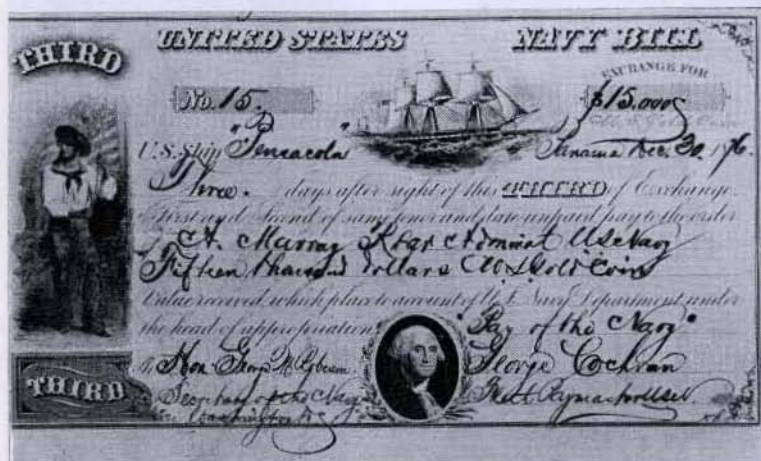 THIRD
UNITED STATES NAVY BILL
EXCHANGE FOR
No. 15. $15.000
U.S. Ship "Pensacola" Panama Dec. 30. 1876.
Three. days after sight of this THIRD of Exchange
First and Second of same tenor and date unpaid pay to the order
of A. Murray Rear Admiral U.S. Navy
Fifteen thousand dollars U.S. Gold Coin
Value received, which place to account of U.S. Navy Department under
the head of appropriation "Pay of the Navy"
To Hon. George M. Robeson George Cochran
THIRD Secretary of the Navy Fleet Paymaster U.S.N.
Washington D.C.